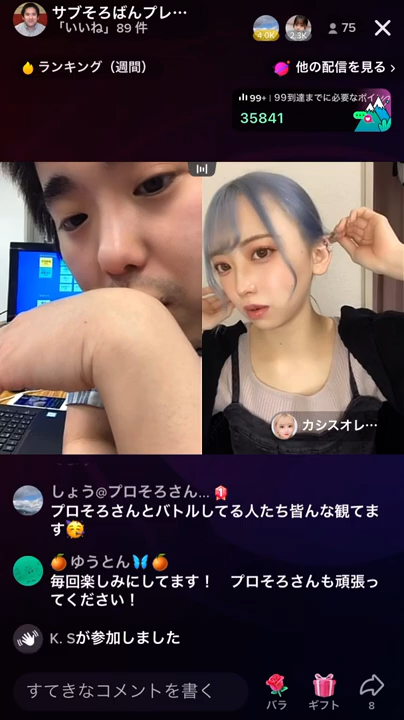 サブそろばんプレ…
「いいね」89 件
4.0K
2.3K
75
ランキング（週間）
他の配信を見る
99+ | 99到達までに必要なポイ
35841
カシスオレ…
しょう@プロそろさん...
1
プロそろさんとバトルしてる人たち皆んな観てま
す🥳
🍊 ゆうとん🦋🍊
毎回楽しみにしてます！　プロそろさんも頑張っ
てください！
K. Sが参加しました
すてきなコメントを書く
バラ
ギフト
8